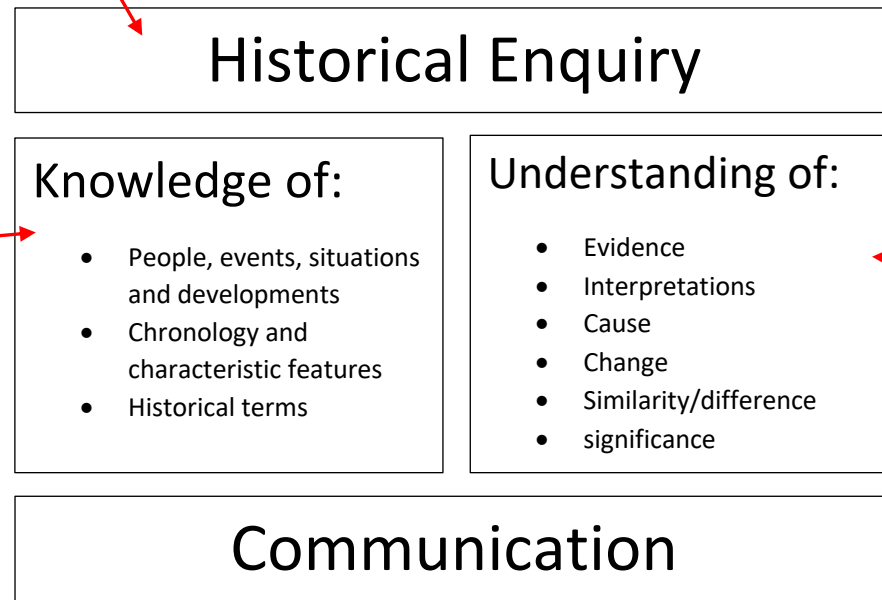 Historical Enquiry
Knowledge of:
• People, events, situations
and developments
• Chronology and
characteristic features
• Historical terms
Understanding of:
• Evidence
• Interpretations
• Cause
• Change
• Similarity/difference
• significance
Communication